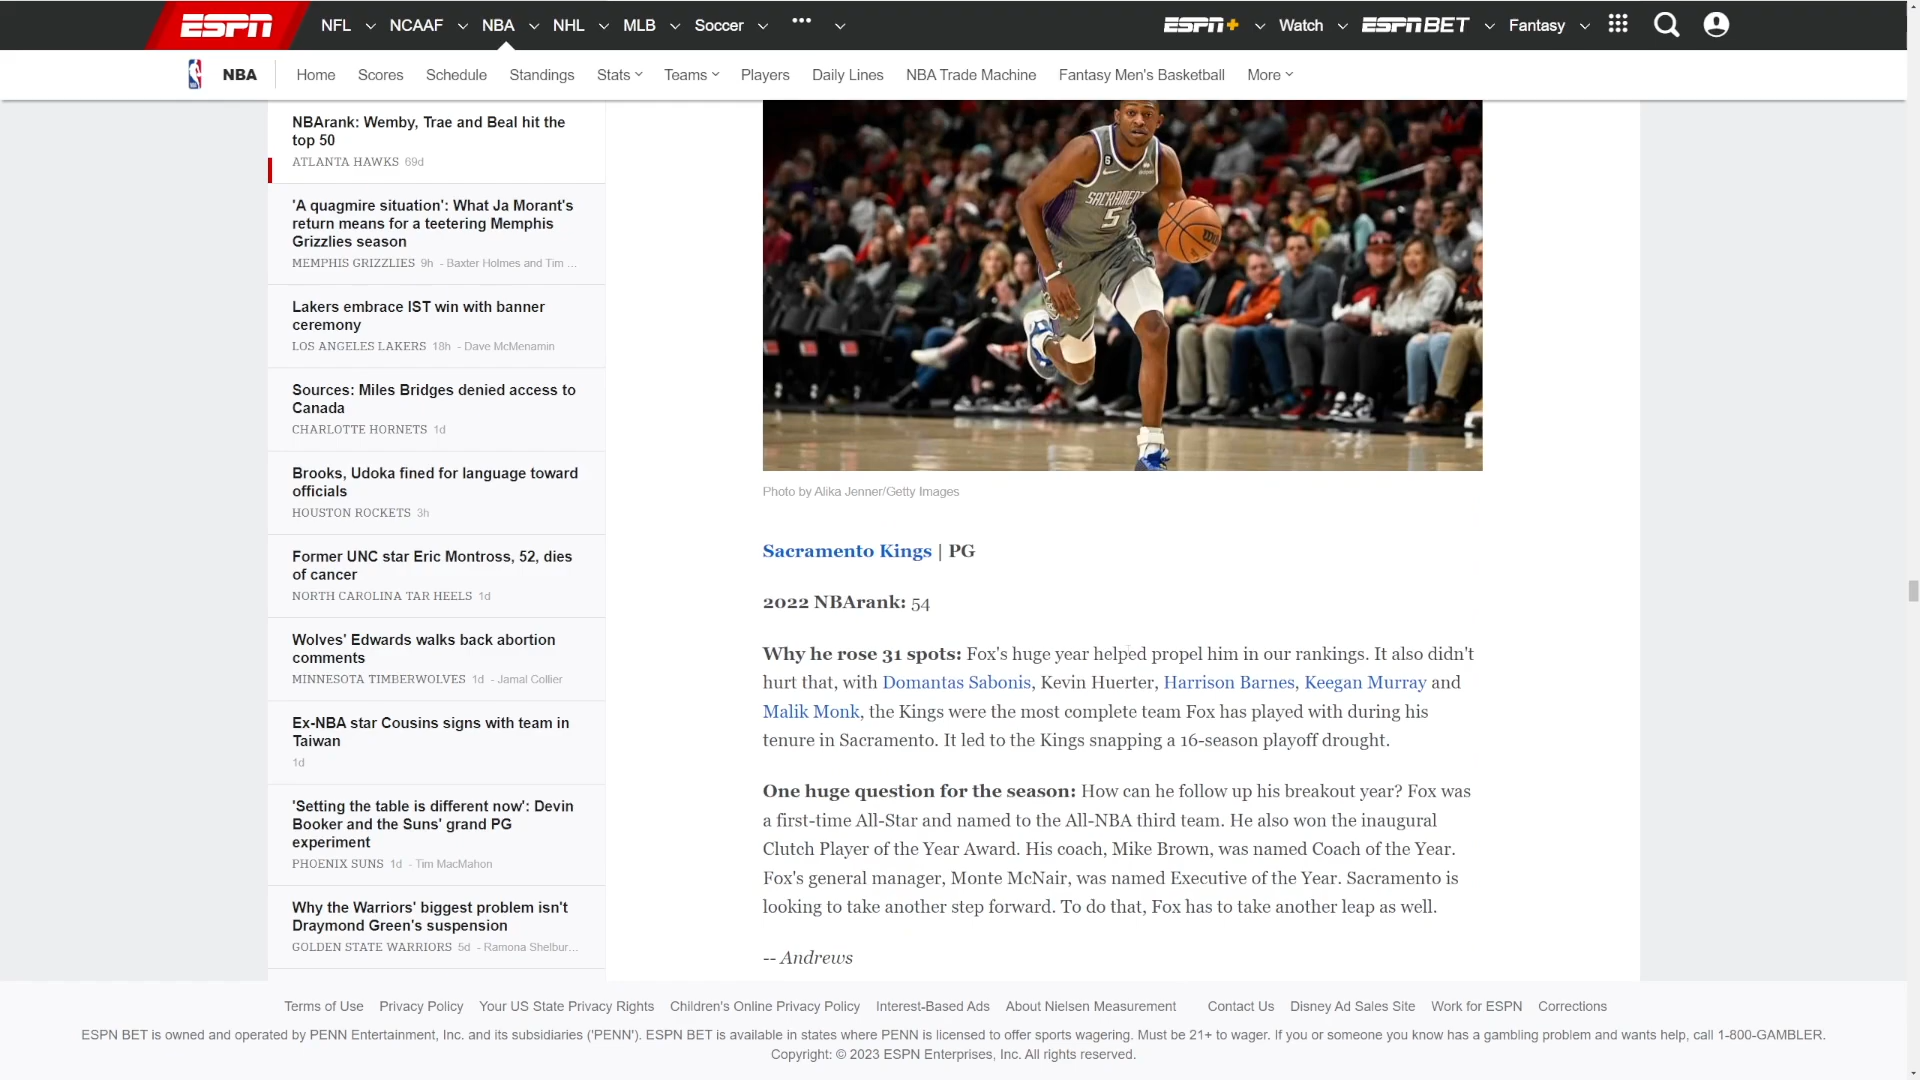 ESPN NFL NCAAF NBA NHL MLB Soccer ••• ESPN+ Watch ESPN BET Fantasy
NBA Home Scores Schedule Standings Stats Teams Players Daily Lines NBA Trade Machine Fantasy Men's Basketball More
NBArank: Wemby, Trae and Beal hit the
top 50
ATLANTA HAWKS 69d
'A quagmire situation': What Ja Morant's
return means for a teetering Memphis
Grizzlies season
MEMPHIS GRIZZLIES 9h - Baxter Holmes and Tim ...
Lakers embrace IST win with banner
ceremony
LOS ANGELES LAKERS 18h - Dave McMenamin
Sources: Miles Bridges denied access to
Canada
CHARLOTTE HORNETS 1d
Brooks, Udoka fined for language toward
officials
HOUSTON ROCKETS 3h
Former UNC star Eric Montross, 52, dies
of cancer
NORTH CAROLINA TAR HEELS 1d
Wolves' Edwards walks back abortion
comments
MINNESOTA TIMBERWOLVES 1d - Jamal Collier
Ex-NBA star Cousins signs with team in
Taiwan
1d
'Setting the table is different now': Devin
Booker and the Suns' grand PG
experiment
PHOENIX SUNS 1d - Tim MacMahon
Why the Warriors' biggest problem isn't
Draymond Green's suspension
GOLDEN STATE WARRIORS 5d - Ramona Shelbur...
6
SACRAMENTO
5
Photo by Alika Jenner/Getty Images
Sacramento Kings | PG
2022 NBArank: 54
Why he rose 31 spots: Fox's huge year helped propel him in our rankings. It also didn't
hurt that, with Domantas Sabonis, Kevin Huerter, Harrison Barnes, Keegan Murray and
Malik Monk, the Kings were the most complete team Fox has played with during his
tenure in Sacramento. It led to the Kings snapping a 16-season playoff drought.
One huge question for the season: How can he follow up his breakout year? Fox was
a first-time All-Star and named to the All-NBA third team. He also won the inaugural
Clutch Player of the Year Award. His coach, Mike Brown, was named Coach of the Year.
Fox's general manager, Monte McNair, was named Executive of the Year. Sacramento is
looking to take another step forward. To do that, Fox has to take another leap as well.
-- Andrews
Terms of Use Privacy Policy Your US State Privacy Rights Children's Online Privacy Policy Interest-Based Ads About Nielsen Measurement Contact Us Disney Ad Sales Site Work for ESPN Corrections
ESPN BET is owned and operated by PENN Entertainment, Inc. and its subsidiaries ('PENN'). ESPN BET is available in states where PENN is licensed to offer sports wagering. Must be 21+ to wager. If you or someone you know has a gambling problem and wants help, call 1-800-GAMBLER.
Copyright: © 2023 ESPN Enterprises, Inc. All rights reserved.